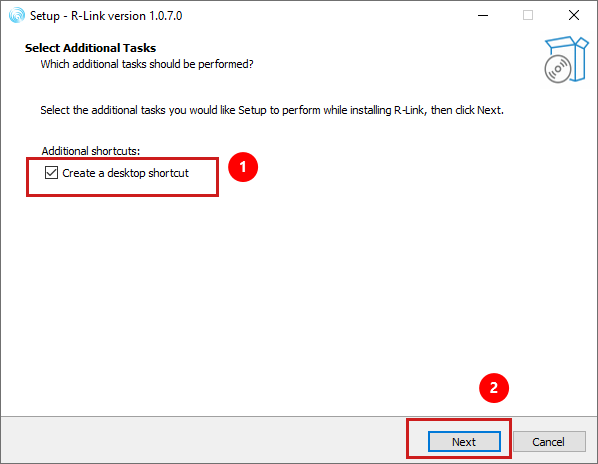 Setup - R-Link version 1.0.7.0
Select Additional Tasks
Which additional tasks should be performed?
Select the additional tasks you would like Setup to perform while installing R-Link, then click Next.
Additional shortcuts:
Create a desktop shortcut
1
2
Next
Cancel